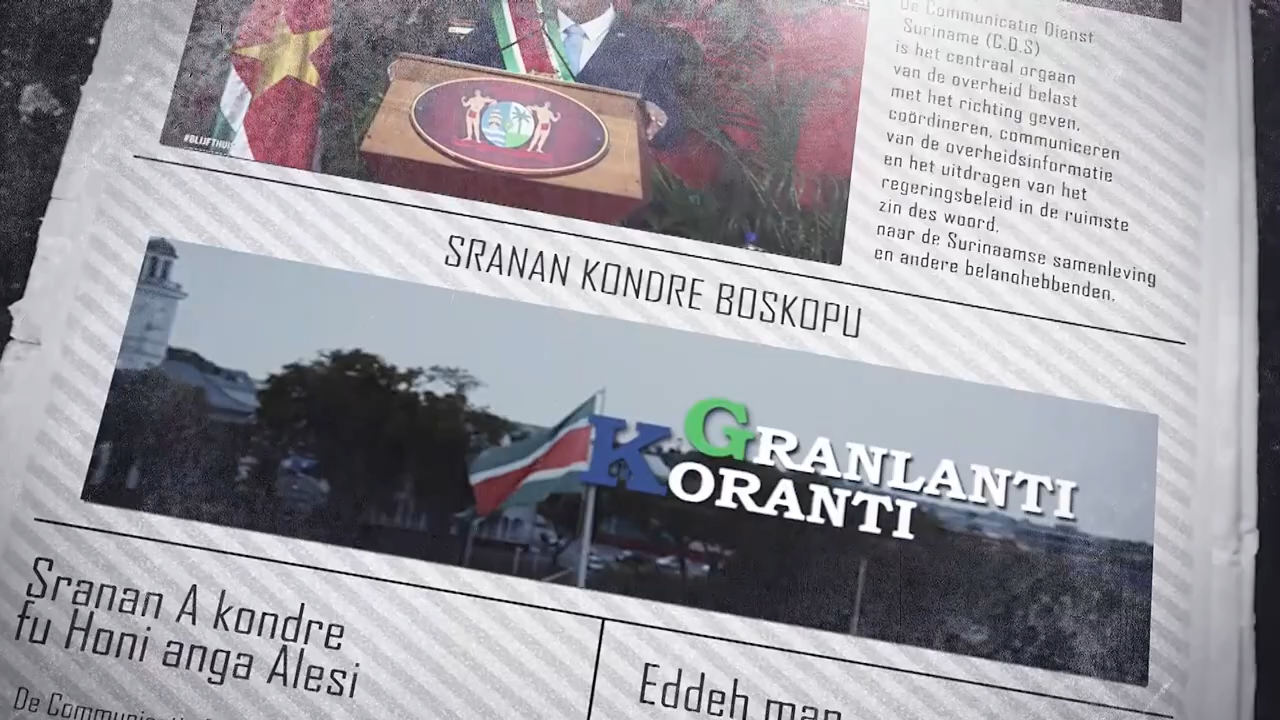 De Communicatie Dienst
Suriname (C.D.S)
is het centraal orgaan
van de overheid belast
met het richting geven,
coördineren, communiceren
van de overheidsinformatie
en het uitdragen van het
regeringsbeleid in de ruimste
zin des woord.
naar de Surinaamse samenleving
en andere belanghebbenden.
#BLIJFTHUIS
SRANAN KONDRE BOSKOPU
GRANLANTI
KORANTI
Sranan A kondre
fu Honi anga Alesi
Eddeh man
De